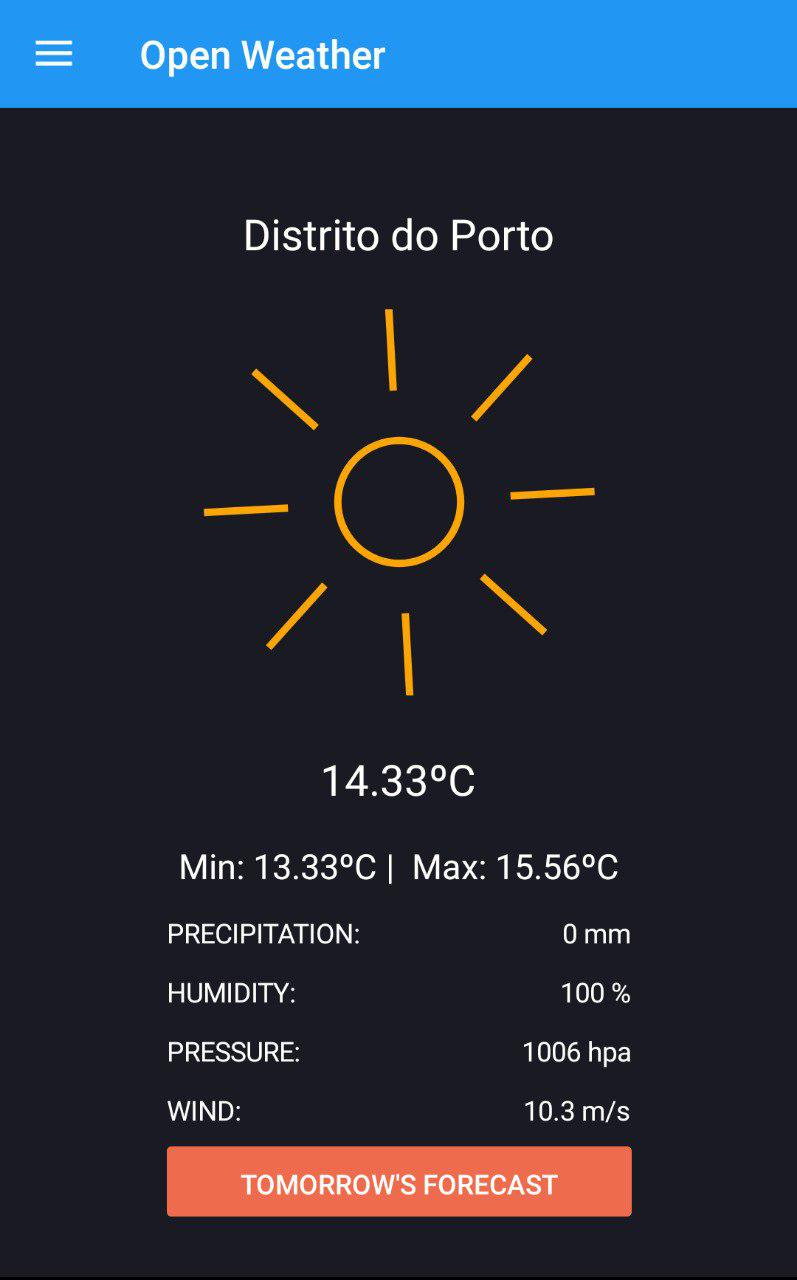 Open Weather
Distrito do Porto
14.33ºC
Min: 13.33ºC |  Max: 15.56ºC
PRECIPITATION: 0 mm
HUMIDITY: 100 %
PRESSURE: 1006 hpa
WIND: 10.3 m/s
TOMORROW'S FORECAST